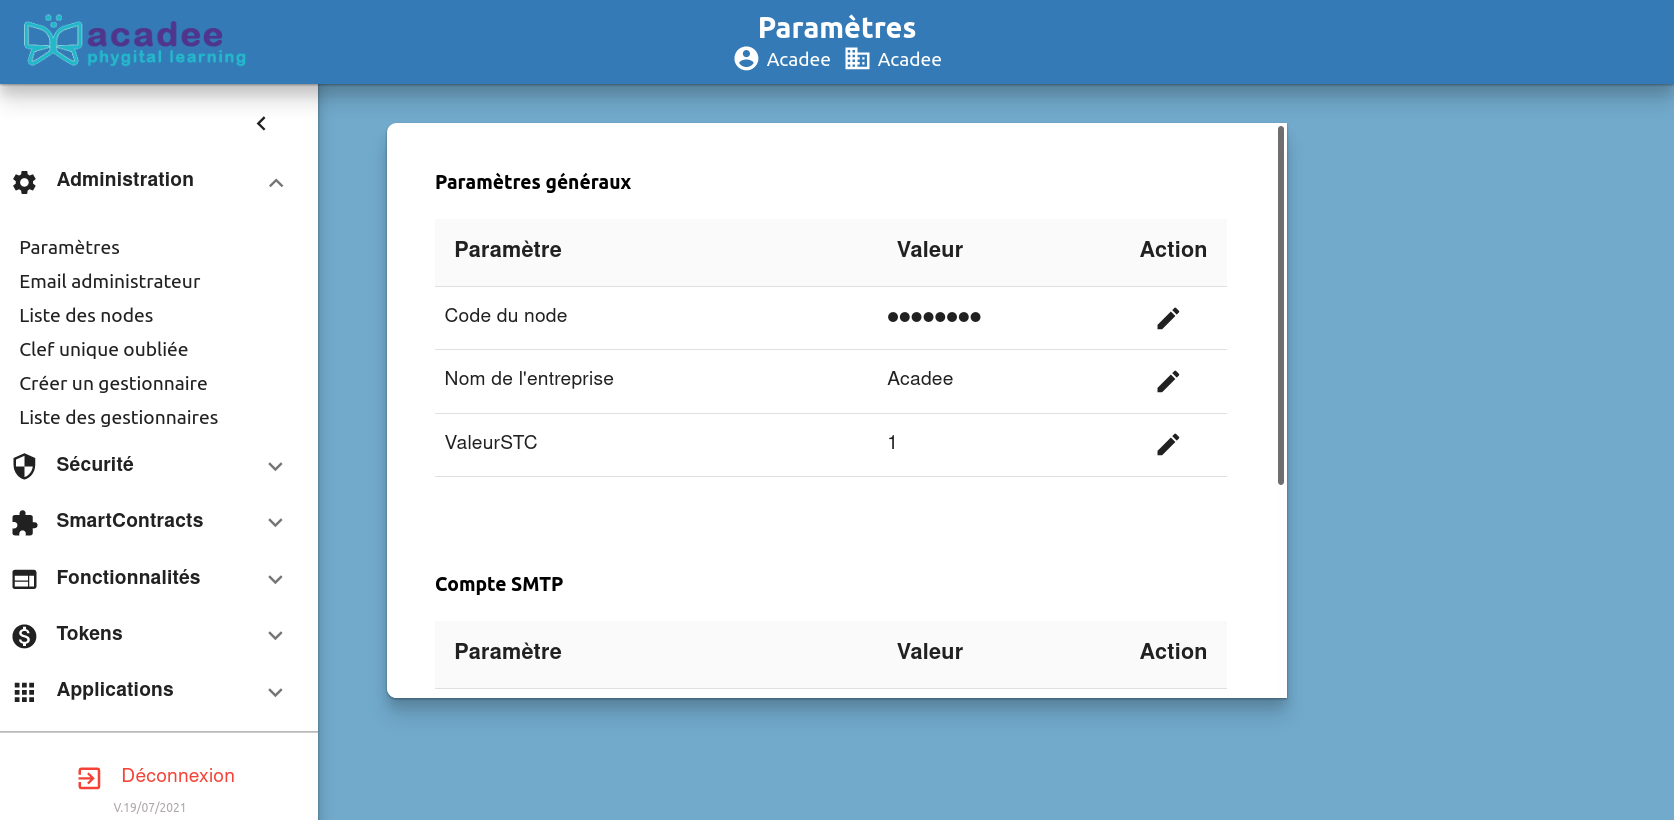 acadee
phygital learning
Paramètres
Acadee Acadee
Administration
Paramètres
Email administrateur
Liste des nodes
Clef unique oubliée
Créer un gestionnaire
Liste des gestionnaires
Sécurité
SmartContracts
Fonctionnalités
Tokens
Applications
Déconnexion
V.19/07/2021
Paramètres généraux
Paramètre Valeur Action
Code du node ●●●●●●●●
Nom de l'entreprise Acadee
ValeurSTC 1
Compte SMTP
Paramètre Valeur Action